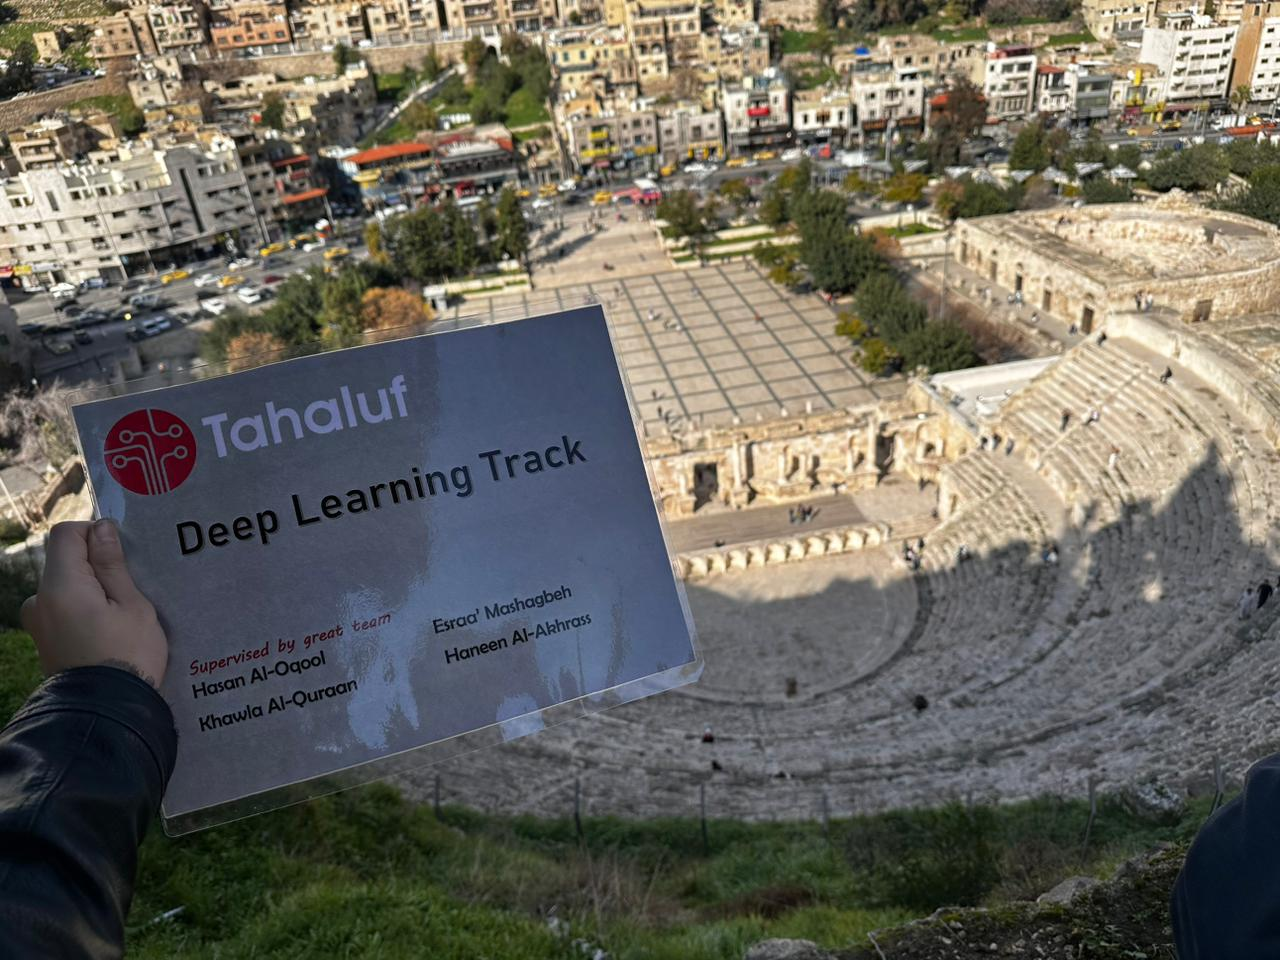 Tahaluf
Deep Learning Track
Supervised by great team
Hasan Al-Oqool
Khawla Al-Quraan
Esraa' Mashagbeh
Haneen Al-Akhrass